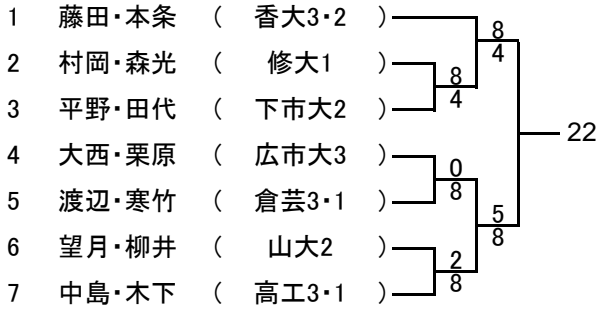 1 藤田・本条 ( 香大3・2 )
8
4
2 村岡・森光 ( 修大1 )
8
4
3 平野・田代 ( 下市大2 )
22
4 大西・栗原 ( 広市大3 )
0
8
5 渡辺・寒竹 ( 倉芸3・1 )
5
8
6 望月・柳井 ( 山大2 )
2
8
7 中島・木下 ( 高工3・1 )